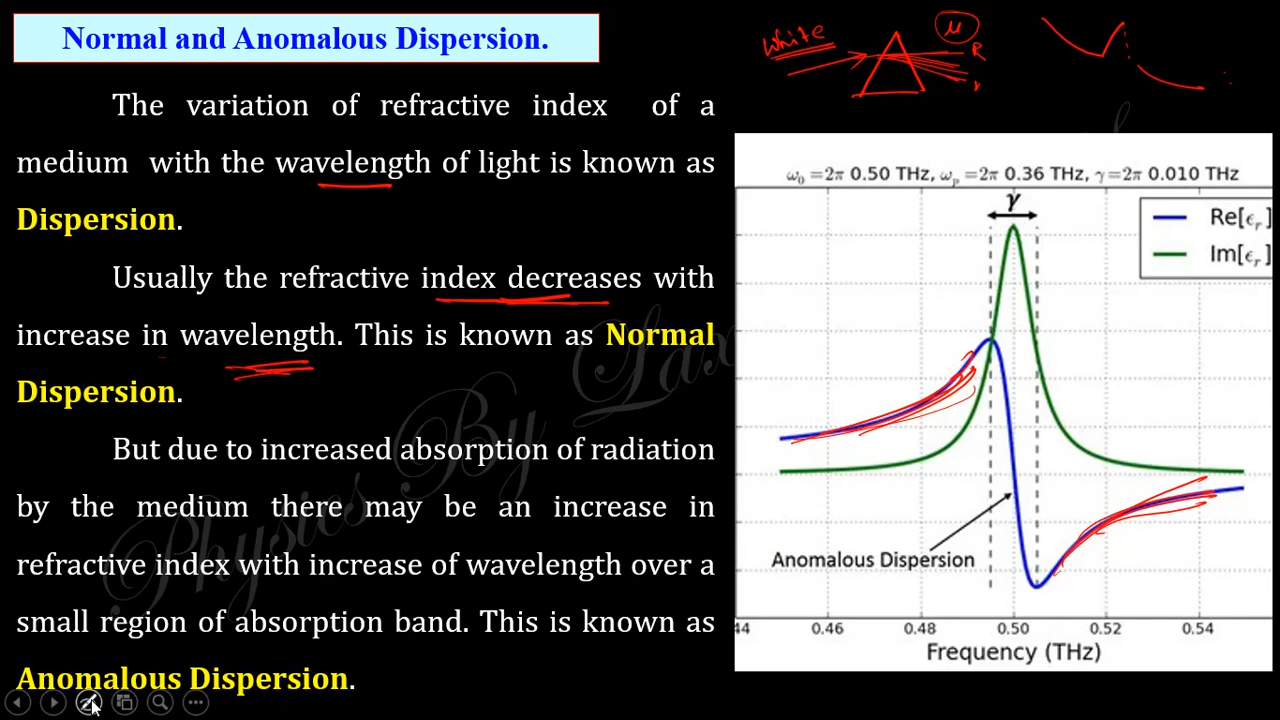 Normal and Anomalous Dispersion.
The variation of refractive index of a
medium with the wavelength of light is known as
Dispersion.
Usually the refractive index decreases with
increase in wavelength. This is known as Normal
Dispersion.
But due to increased absorption of radiation
by the medium there may be an increase in
refractive index with increase of wavelength over a
small region of absorption band. This is known as
Anomalous Dispersion.
white
μ
R
ω₀ =2π 0.50 THz, ωₚ =2π 0.36 THz, γ=2π 0.010 THz
γ
Re[ϵᵣ]
Im[ϵᵣ]
Anomalous Dispersion
44 0.46 0.48 0.50 0.52 0.54
Frequency (THz)
Physics By Lax